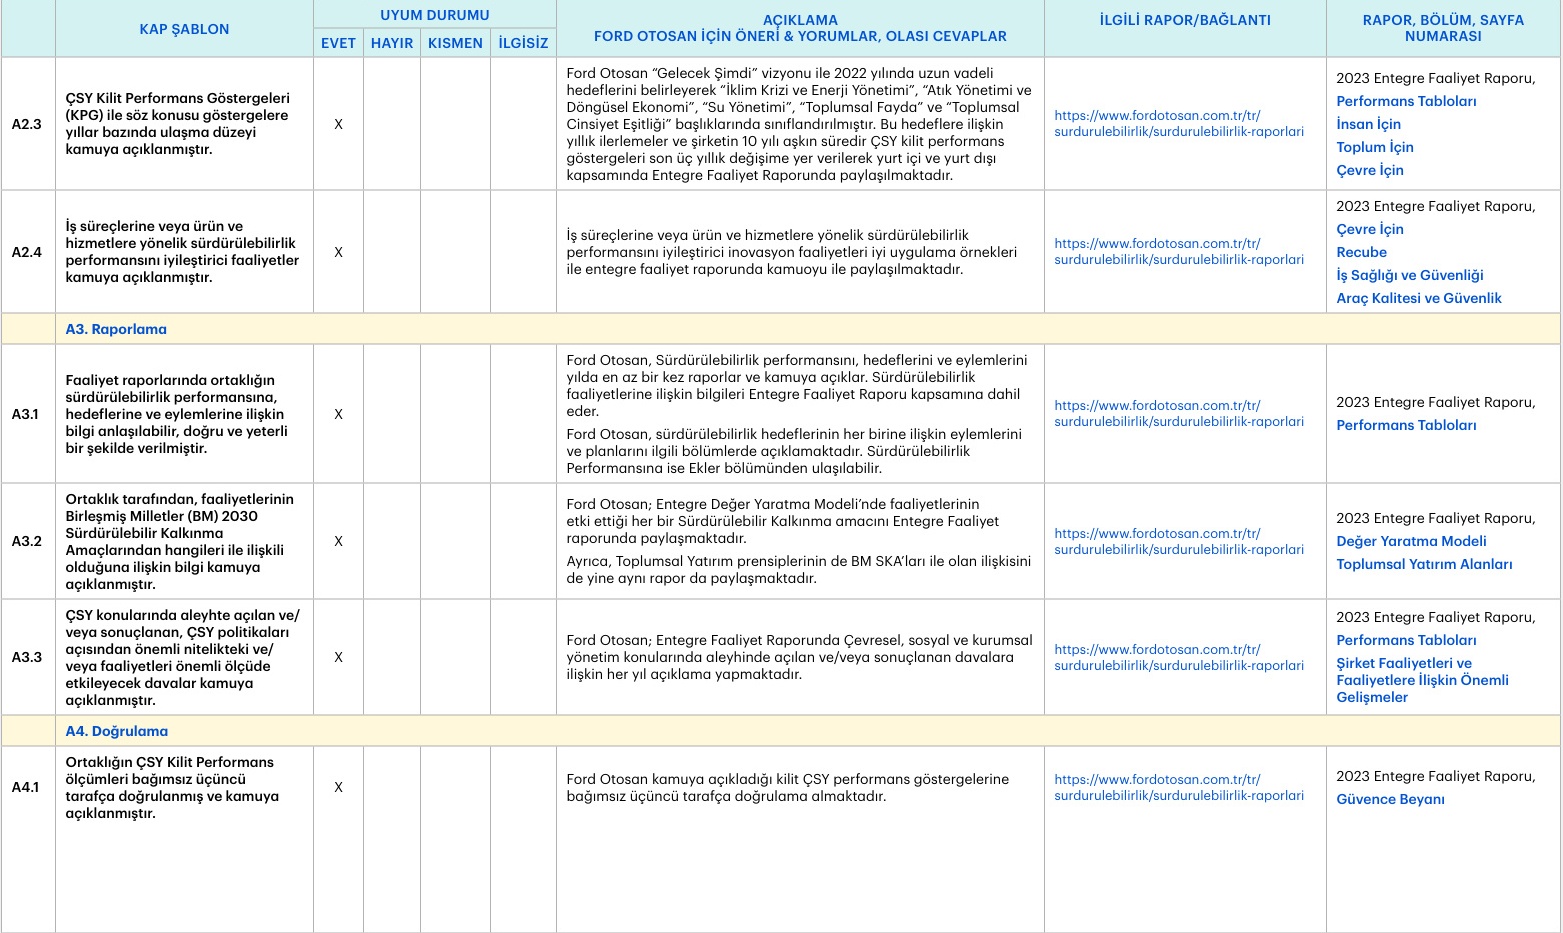 KAP ŞABLON
UYUM DURUMU
EVET
HAYIR
KISMEN
İLGİSİZ
AÇIKLAMA
FORD OTOSAN İÇİN ÖNERİ & YORUMLAR, OLASI CEVAPLAR
İLGİLİ RAPOR/BAĞLANTI
RAPOR, BÖLÜM, SAYFA
NUMARASI
A2.3
ÇSY Kilit Performans Göstergeleri
(KPG) ile söz konusu göstergelere
yıllar bazında ulaşma düzeyi
kamuya açıklanmıştır.
X
Ford Otosan “Gelecek Şimdi” vizyonu ile 2022 yılında uzun vadeli
hedeflerini belirleyerek “İklim Krizi ve Enerji Yönetimi”, “Atık Yönetimi ve
Döngüsel Ekonomi”, “Su Yönetimi”, “Toplumsal Fayda” ve “Toplumsal
Cinsiyet Eşitliği” başlıklarında sınıflandırılmıştır. Bu hedeflere ilişkin
yıllık ilerlemeler ve şirketin 10 yılı aşkın süredir ÇSY kilit performans
göstergeleri son üç yıllık değişime yer verilerek yurt içi ve yurt dışı
kapsamında Entegre Faaliyet Raporunda paylaşılmaktadır.
https://www.fordotosan.com.tr/tr/
surdurulebilirlik/surdurulebilirlik-raporlari
2023 Entegre Faaliyet Raporu,
Performans Tabloları
İnsan İçin
Toplum İçin
Çevre İçin
A2.4
İş süreçlerine veya ürün ve
hizmetlere yönelik sürdürülebilirlik
performansını iyileştirici faaliyetler
kamuya açıklanmıştır.
X
İş süreçlerine veya ürün ve hizmetlere yönelik sürdürülebilirlik
performansını iyileştirici inovasyon faaliyetleri iyi uygulama örnekleri
ile entegre faaliyet raporunda kamuoyu ile paylaşılmaktadır.
https://www.fordotosan.com.tr/tr/
surdurulebilirlik/surdurulebilirlik-raporlari
2023 Entegre Faaliyet Raporu,
Çevre İçin
Recube
İş Sağlığı ve Güvenliği
Araç Kalitesi ve Güvenlik
A3. Raporlama
A3.1
Faaliyet raporlarında ortaklığın
sürdürülebilirlik performansına,
hedeflerine ve eylemlerine ilişkin
bilgi anlaşılabilir, doğru ve yeterli
bir şekilde verilmiştir.
X
Ford Otosan, Sürdürülebilirlik performansını, hedeflerini ve eylemlerini
yılda en az bir kez raporlar ve kamuya açıklar. Sürdürülebilirlik
faaliyetlerine ilişkin bilgileri Entegre Faaliyet Raporu kapsamına dahil
eder.
Ford Otosan, sürdürülebilirlik hedeflerinin her birine ilişkin eylemlerini
ve planlarını ilgili bölümlerde açıklamaktadır. Sürdürülebilirlik
Performansına ise Ekler bölümünden ulaşılabilir.
https://www.fordotosan.com.tr/tr/
surdurulebilirlik/surdurulebilirlik-raporlari
2023 Entegre Faaliyet Raporu,
Performans Tabloları
A3.2
Ortaklık tarafından, faaliyetlerinin
Birleşmiş Milletler (BM) 2030
Sürdürülebilir Kalkınma
Amaçlarından hangileri ile ilişkili
olduğuna ilişkin bilgi kamuya
açıklanmıştır.
X
Ford Otosan; Entegre Değer Yaratma Modeli’nde faaliyetlerinin
etki ettiği her bir Sürdürülebilir Kalkınma amacını Entegre Faaliyet
raporunda paylaşmaktadır.
Ayrıca, Toplumsal Yatırım prensiplerinin de BM SKA’ları ile olan ilişkisini
de yine aynı rapor da paylaşmaktadır.
https://www.fordotosan.com.tr/tr/
surdurulebilirlik/surdurulebilirlik-raporlari
2023 Entegre Faaliyet Raporu,
Değer Yaratma Modeli
Toplumsal Yatırım Alanları
A3.3
ÇSY konularında aleyhte açılan ve/
veya sonuçlanan, ÇSY politikaları
açısından önemli nitelikteki ve/
veya faaliyetleri önemli ölçüde
etkileyecek davalar kamuya
açıklanmıştır.
X
Ford Otosan; Entegre Faaliyet Raporunda Çevresel, sosyal ve kurumsal
yönetim konularında aleyhinde açılan ve/veya sonuçlanan davalara
ilişkin her yıl açıklama yapmaktadır.
https://www.fordotosan.com.tr/tr/
surdurulebilirlik/surdurulebilirlik-raporlari
2023 Entegre Faaliyet Raporu,
Performans Tabloları
Şirket Faaliyetleri ve
Faaliyetlere İlişkin Önemli
Gelişmeler
A4. Doğrulama
A4.1
Ortaklığın ÇSY Kilit Performans
ölçümleri bağımsız üçüncü
tarafça doğrulanmış ve kamuya
açıklanmıştır.
X
Ford Otosan kamuya açıkladığı kilit ÇSY performans göstergelerine
bağımsız üçüncü tarafça doğrulama almaktadır.
https://www.fordotosan.com.tr/tr/
surdurulebilirlik/surdurulebilirlik-raporlari
2023 Entegre Faaliyet Raporu,
Güvence Beyanı